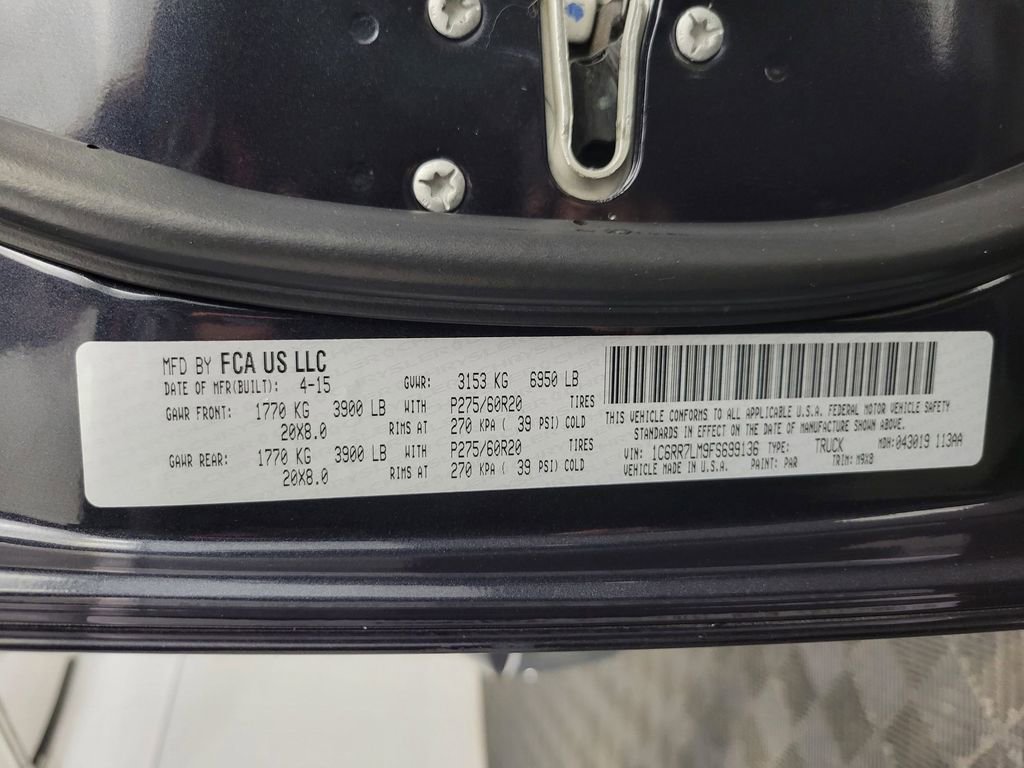 MFD BY FCA US LLC
DATE OF MFR(BUILT): 4-15 GVWR: 3153 KG 6950 LB
GAWR FRONT: 1770 KG 3900 LB WITH P275/60R20 TIRES
20X8.0 RIMS AT 270 KPA ( 39 PSI) COLD
GAWR REAR: 1770 KG 3900 LB WITH P275/60R20 TIRES
20X8.0 RIMS AT 270 KPA ( 39 PSI) COLD
THIS VEHICLE CONFORMS TO ALL APPLICABLE U.S.A. FEDERAL MOTOR VEHICLE SAFETY
STANDARDS IN EFFECT ON THE DATE OF MANUFACTURE SHOWN ABOVE.
VIN: 1C6RR7LM9FS699136 TYPE: TRUCK MDH: 043019 113AA
VEHICLE MADE IN U.S.A. PAINT: PAR TRIM: M9X8